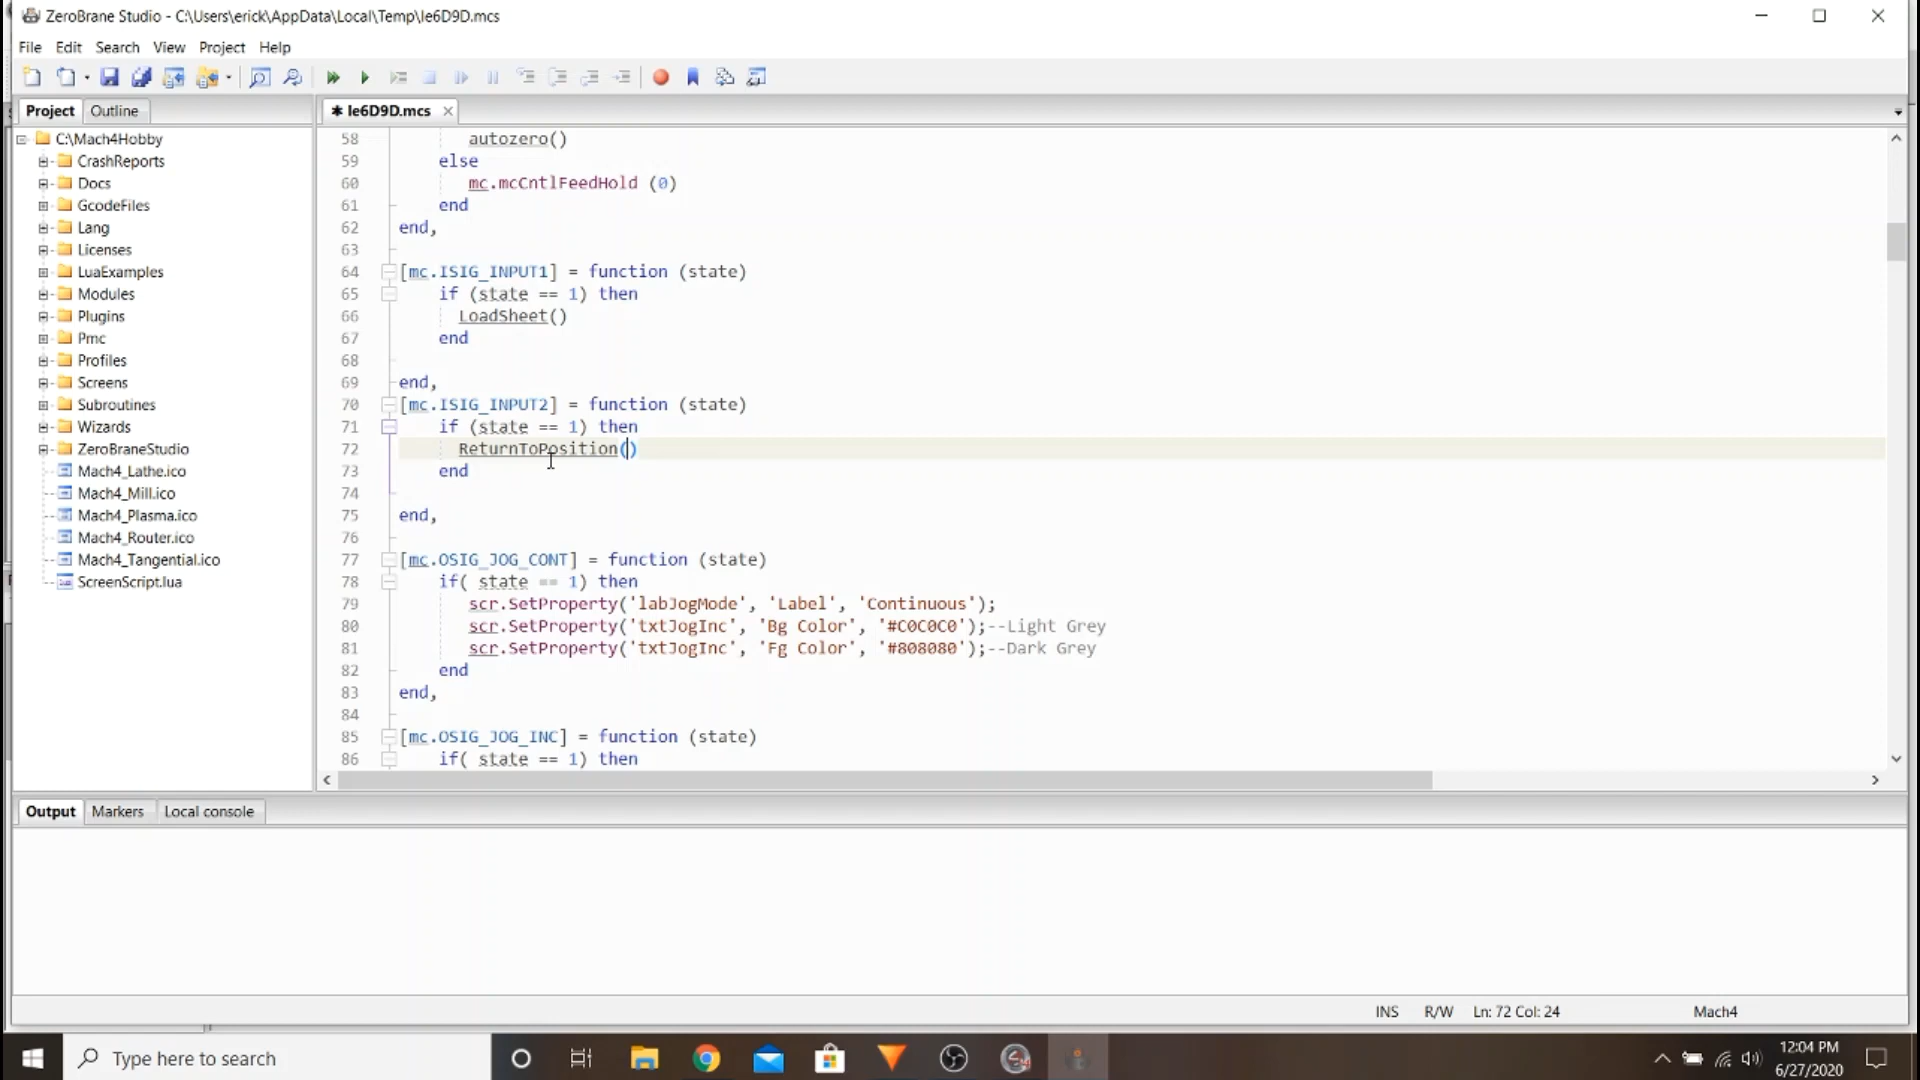 ZeroBrane Studio - C:\Users\erick\AppData\Local\Temp\le6D9D.mcs
File Edit Search View Project Help
Project Outline
✱ le6D9D.mcs
C:\Mach4Hobby
CrashReports
Docs
GcodeFiles
Lang
Licenses
LuaExamples
Modules
Plugins
Pmc
Profiles
Screens
Subroutines
Wizards
ZeroBraneStudio
Mach4_Lathe.ico
Mach4_Mill.ico
Mach4_Plasma.ico
Mach4_Router.ico
Mach4_Tangential.ico
ScreenScript.lua
58 autozero()
59 else
60 mc.mcCntlFeedHold (0)
61 end
62 end,
63
64 [mc.ISIG_INPUT1] = function (state)
65 if (state == 1) then
66 LoadSheet()
67 end
68
69 end,
70 [mc.ISIG_INPUT2] = function (state)
71 if (state == 1) then
72 ReturnToPosition()
73 end
74
75 end,
76
77 [mc.OSIG_JOG_CONT] = function (state)
78 if( state == 1) then
79 scr.SetProperty('labJogMode', 'Label', 'Continuous');
80 scr.SetProperty('txtJogInc', 'Bg Color', '#C0C0C0');--Light Grey
81 scr.SetProperty('txtJogInc', 'Fg Color', '#808080');--Dark Grey
82 end
83 end,
84
85 [mc.OSIG_JOG_INC] = function (state)
86 if( state == 1) then
Output Markers Local console
INS R/W Ln: 72 Col: 24 Mach4
Type here to search
12:04 PM
6/27/2020